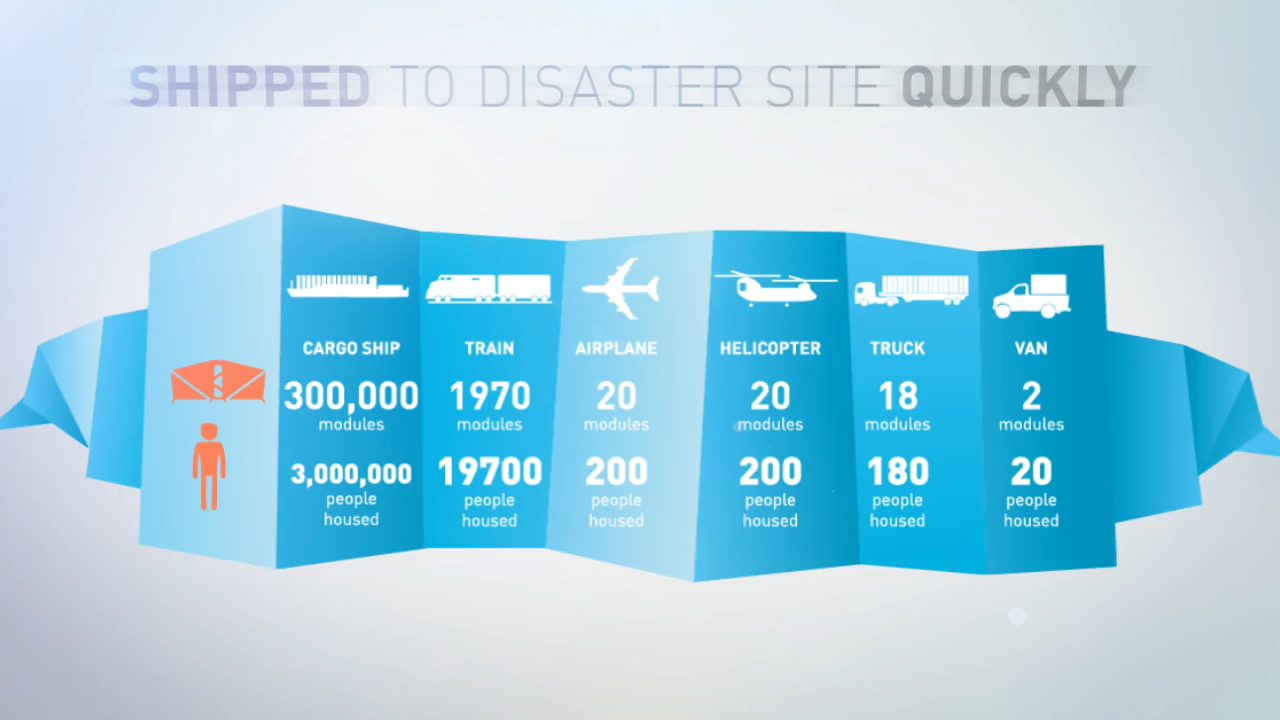 SHIPPED TO DISASTER SITE QUICKLY
CARGO SHIP
300,000
modules
3,000,000
people
housed
TRAIN
1970
modules
19700
people
housed
AIRPLANE
20
modules
200
people
housed
HELICOPTER
20
modules
200
people
housed
TRUCK
18
modules
180
people
housed
VAN
2
modules
20
people
housed